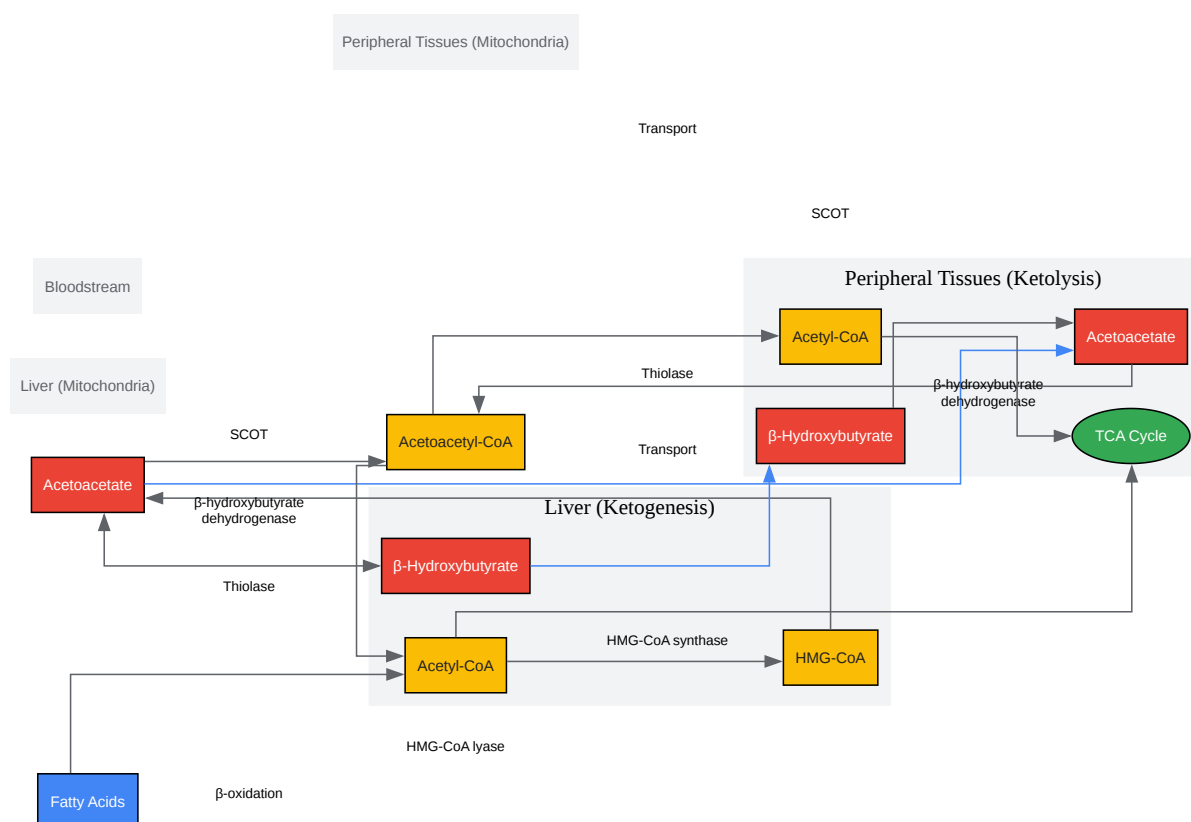 Peripheral Tissues (Mitochondria)
Transport
SCOT
Bloodstream
Peripheral Tissues (Ketolysis)
Acetyl-CoA
Acetoacetate
Liver (Mitochondria)
Thiolase
β-hydroxybutyrate
dehydrogenase
SCOT
Acetoacetyl-CoA
β-Hydroxybutyrate
TCA Cycle
Transport
Acetoacetate
β-hydroxybutyrate
dehydrogenase
Liver (Ketogenesis)
β-Hydroxybutyrate
Thiolase
HMG-CoA synthase
Acetyl-CoA
HMG-CoA
HMG-CoA lyase
β-oxidation
Fatty Acids